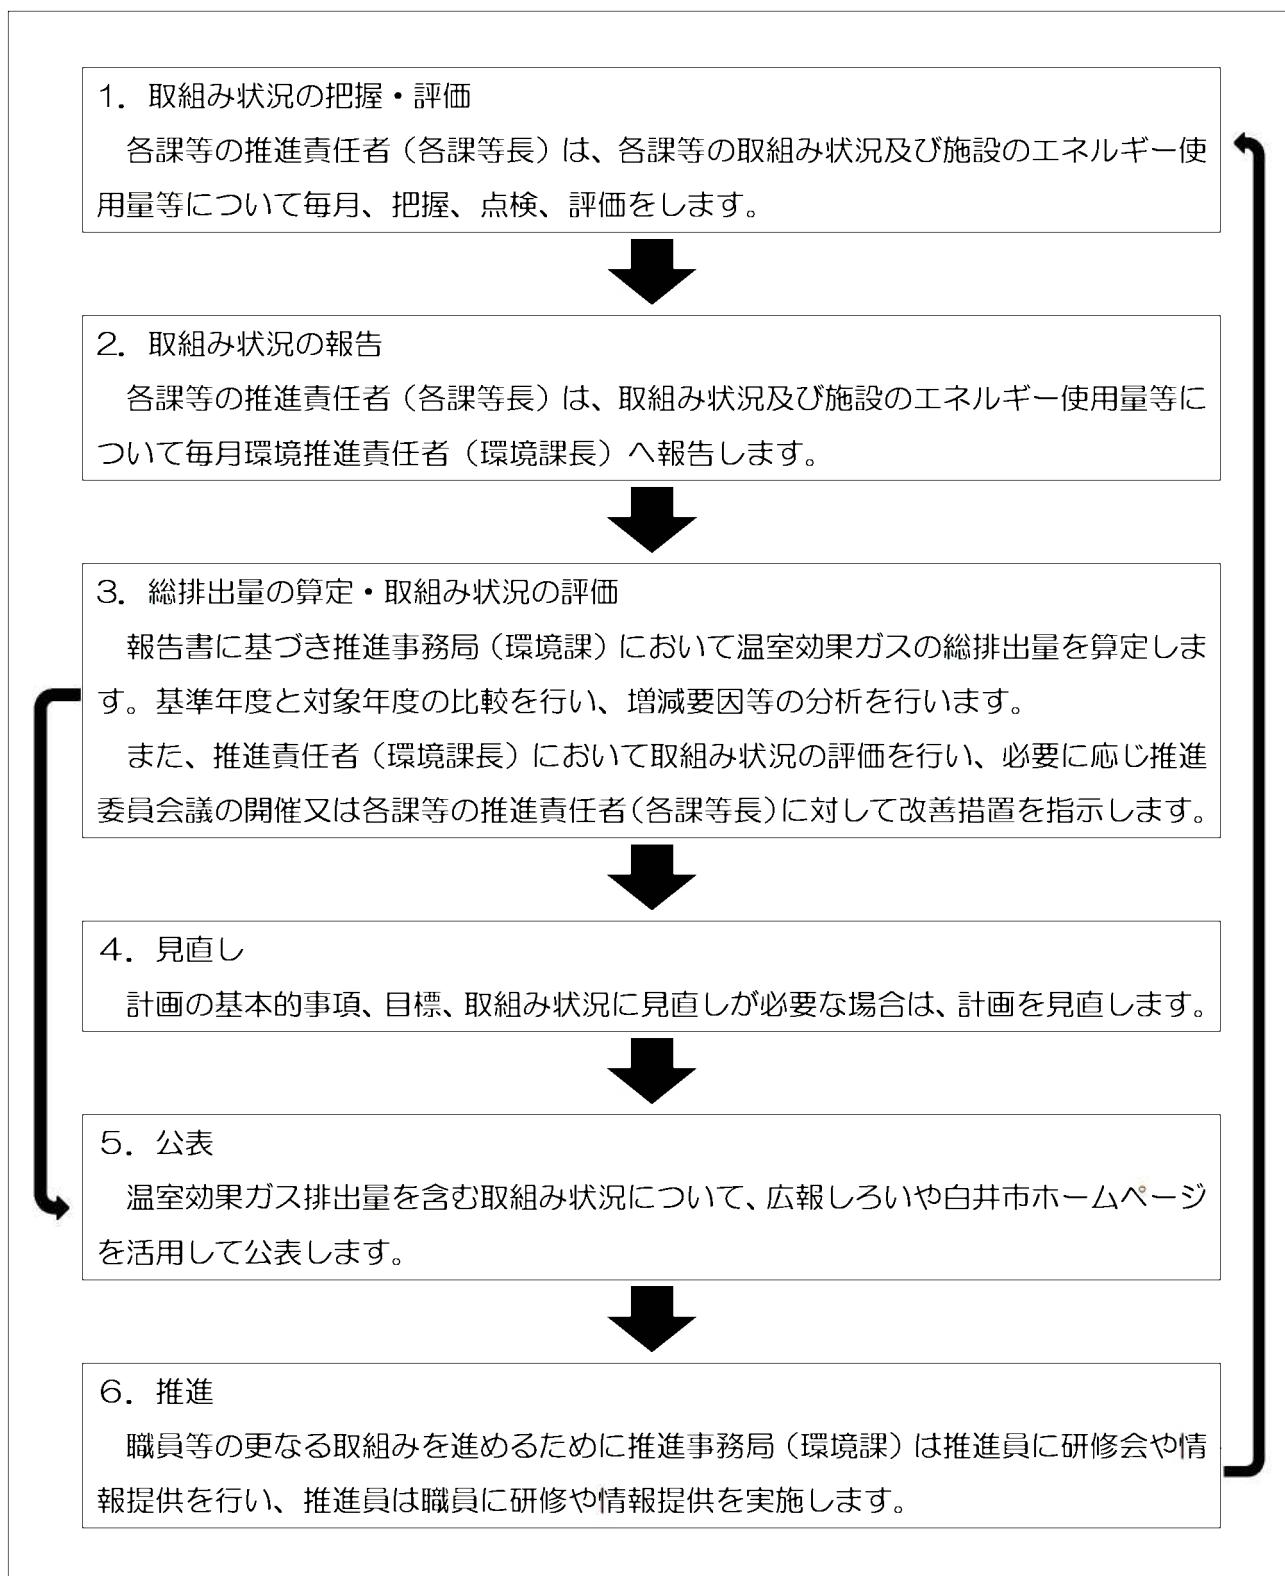 1．取組み状況の把握・評価
各課等の推進責任者（各課等長）は、各課等の取組み状況及び施設のエネルギー使
用量等について毎月、把握、点検、評価をします。
2．取組み状況の報告
各課等の推進責任者（各課等長）は、取組み状況及び施設のエネルギー使用量等に
ついて毎月環境推進責任者（環境課長）へ報告します。
3．総排出量の算定・取組み状況の評価
報告書に基づき推進事務局（環境課）において温室効果ガスの総排出量を算定しま
す。基準年度と対象年度の比較を行い、増減要因等の分析を行います。
また、推進責任者（環境課長）において取組み状況の評価を行い、必要に応じ推進
委員会議の開催又は各課等の推進責任者（各課等長）に対して改善措置を指示します。
4．見直し
計画の基本的事項、目標、取組み状況に見直しが必要な場合は、計画を見直します。
5．公表
温室効果ガス排出量を含む取組み状況について、広報しろいや白井市ホームページ
を活用して公表します。
6．推進
職員等の更なる取組みを進めるために推進事務局（環境課）は推進員に研修会や情
報提供を行い、推進員は職員に研修や情報提供を実施します。